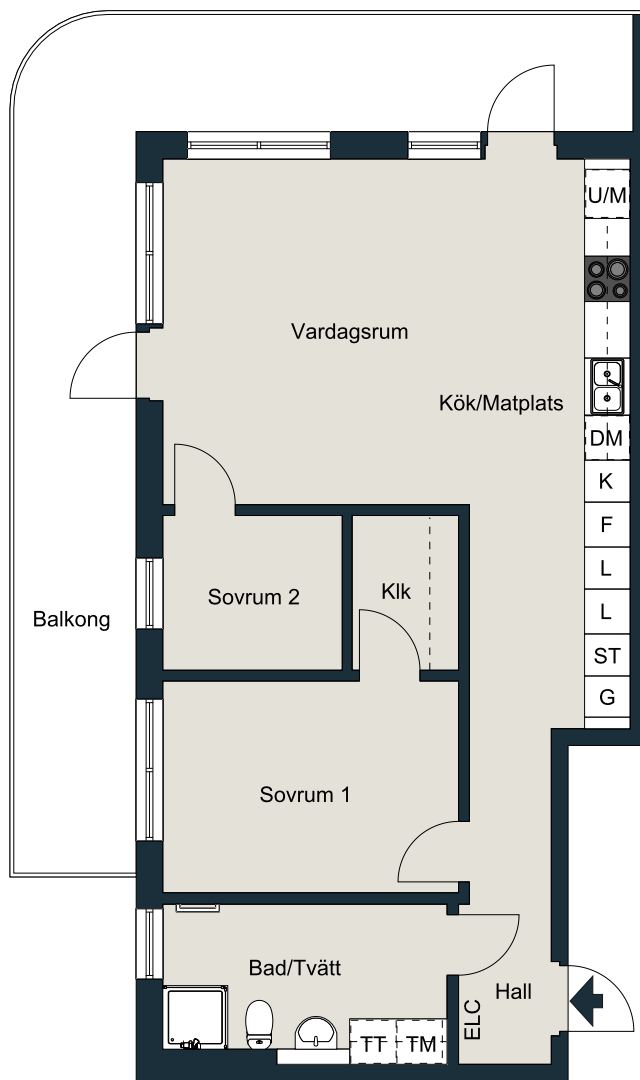 U/M
Vardagsrum
Kök/Matplats
DM
K
F
L
L
ST
G
Sovrum 2
Klk
Balkong
Sovrum 1
Bad/Tvätt
Hall
ELC
TT
TM